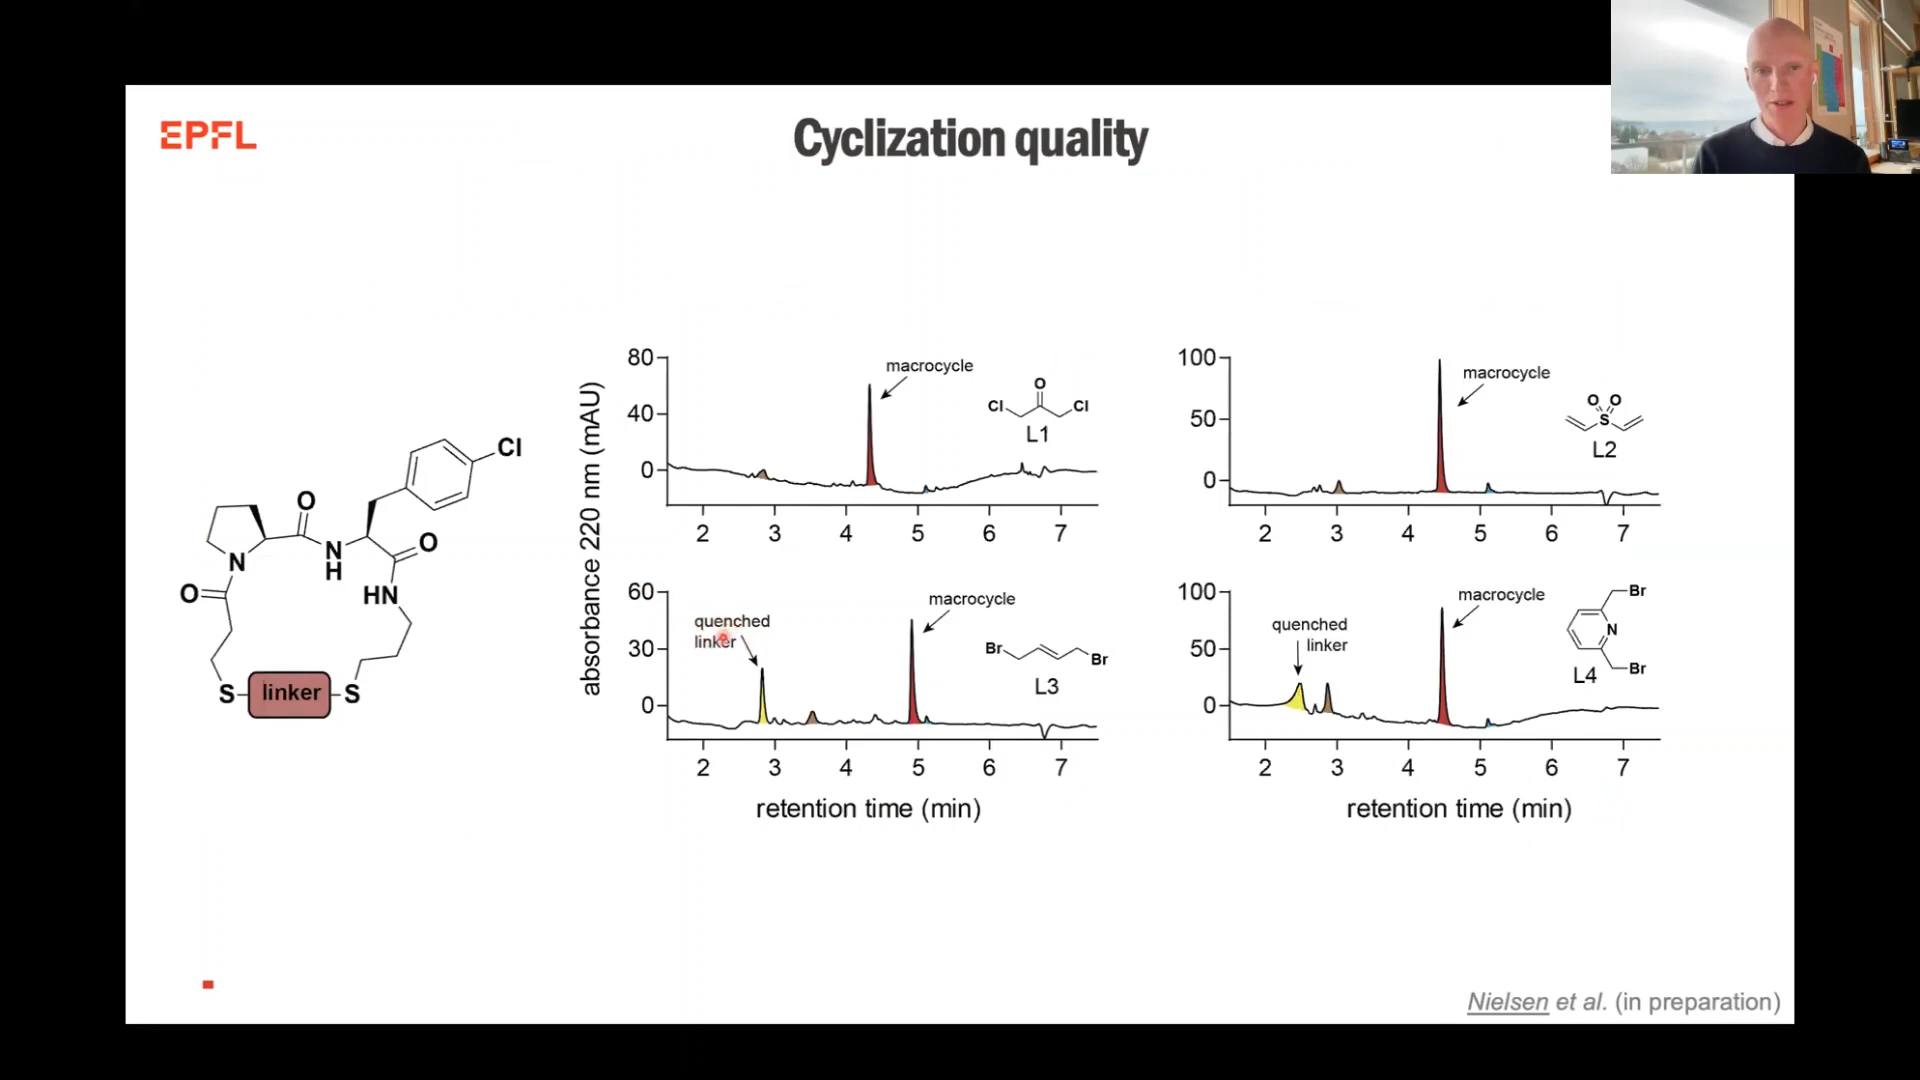 EPFL
Cyclization quality
Cl
O
O
N
H
N
O
HN
S
linker
S
absorbance 220 nm (mAU)
80
40
0
macrocycle
O
Cl
Cl
L1
2 3 4 5 6 7
100
50
0
macrocycle
O O
S
L2
2 3 4 5 6 7
60
30
0
quenched
linker
macrocycle
Br
Br
L3
2 3 4 5 6 7
retention time (min)
100
50
0
quenched
linker
macrocycle
Br
N
Br
L4
2 3 4 5 6 7
retention time (min)
Nielsen et al. (in preparation)